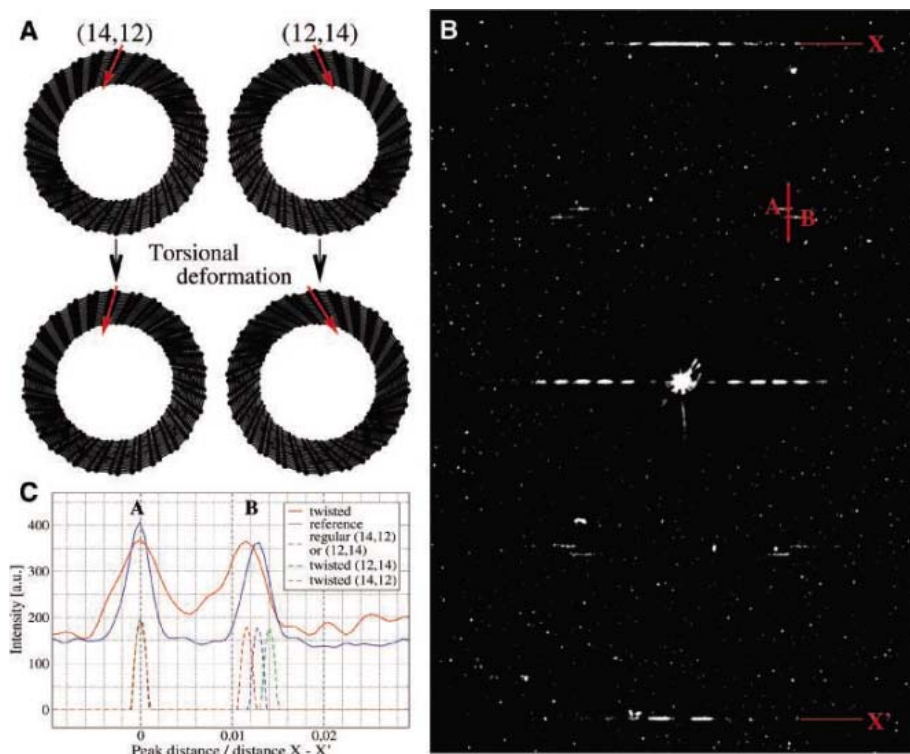 A
(14,12)
(12,14)
Torsional
deformation
B
X
A
B
X'
C
A
B
twisted
reference
regular (14,12)
or (12,14)
twisted (12,14)
twisted (14,12)
Intensity [a.u.]
400
300
200
100
0
0
0.01
0.02
Peak distance / distance X - X'